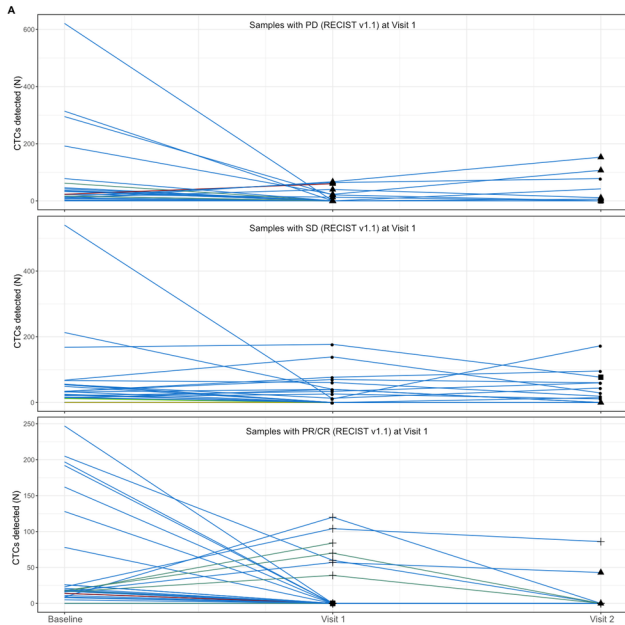 A
Samples with PD (RECIST v1.1) at Visit 1
CTCs detected (N)
600
400
200
0
Samples with SD (RECIST v1.1) at Visit 1
CTCs detected (N)
400
200
0
Samples with PR/CR (RECIST v1.1) at Visit 1
CTCs detected (N)
250
200
150
100
50
0
Baseline
Visit 1
Visit 2